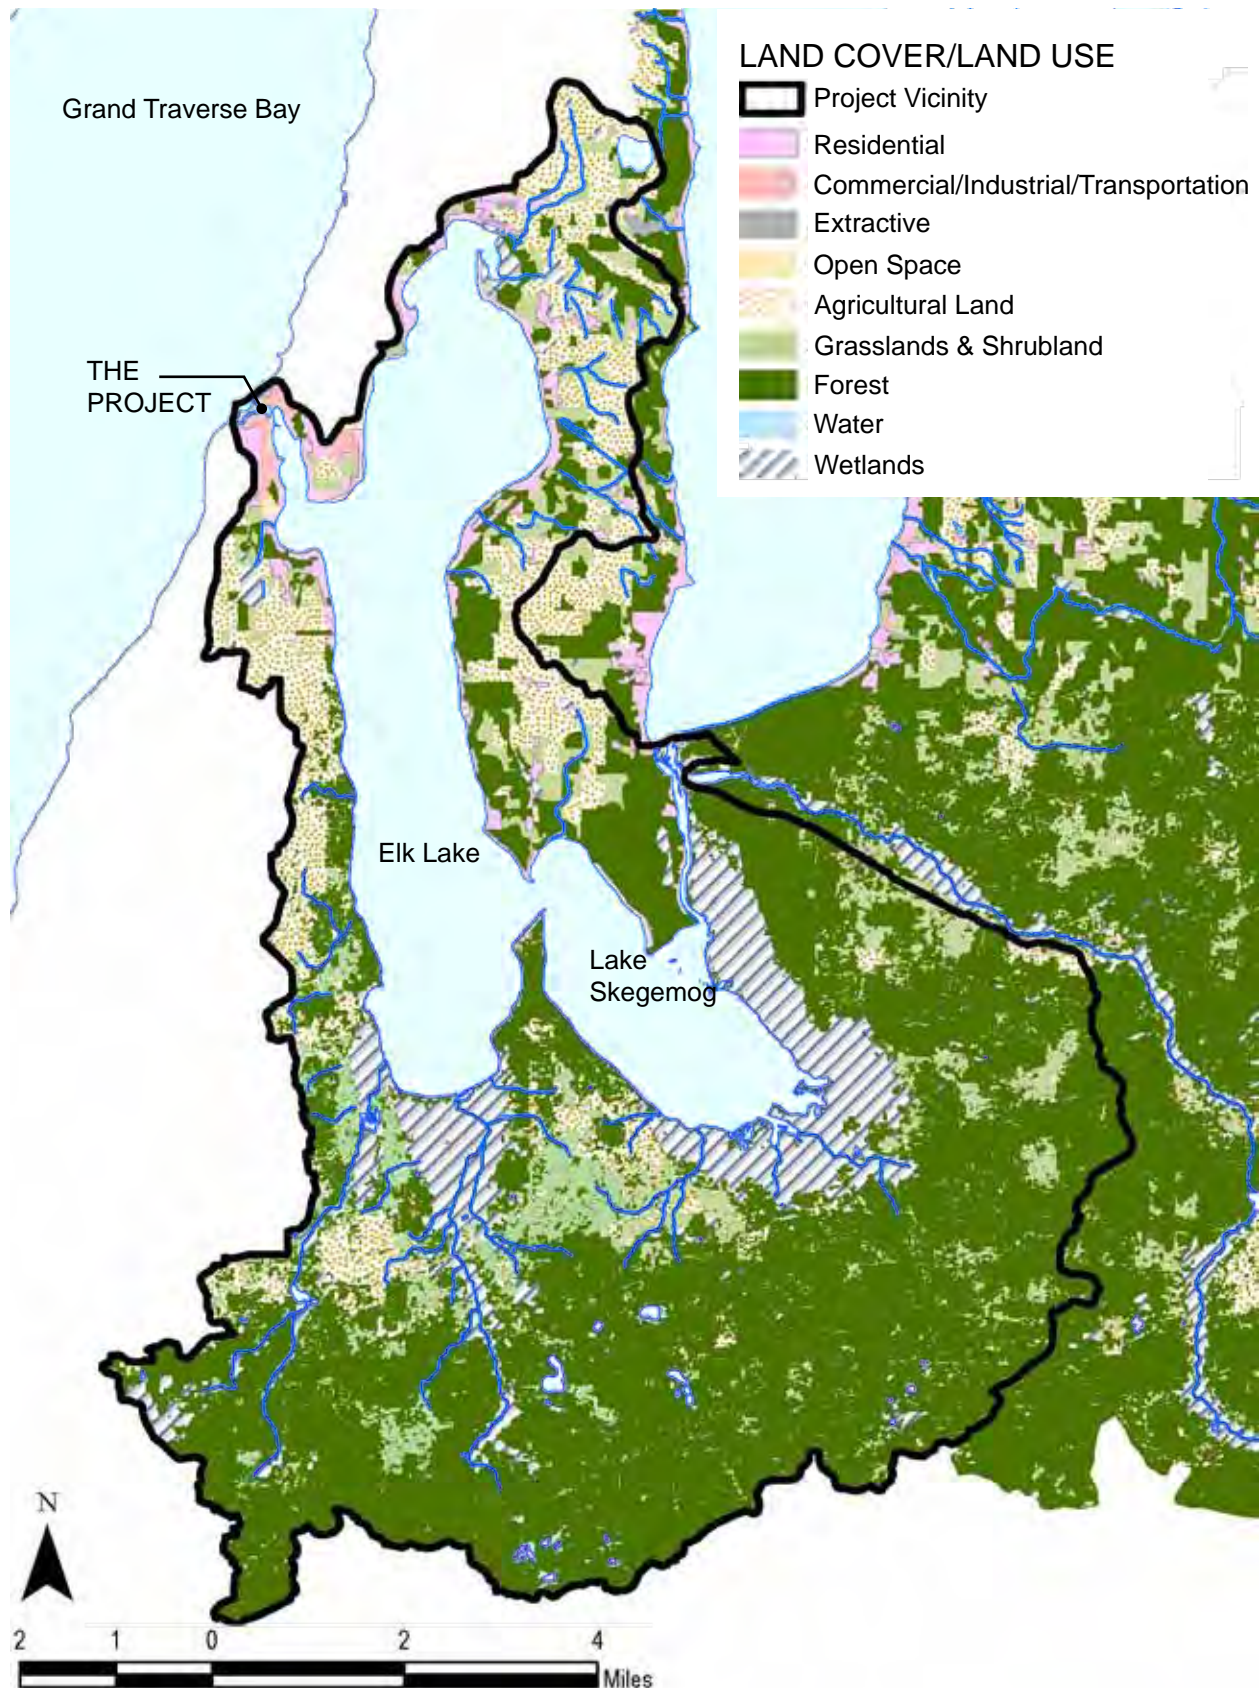 LAND COVER/LAND USE
Project Vicinity
Residential
Commercial/Industrial/Transportation
Extractive
Open Space
Agricultural Land
Grasslands & Shrubland
Forest
Water
Wetlands
Grand Traverse Bay
THE
PROJECT
Elk Lake
Lake
Skegemog
N
2 1 0 2 4
Miles